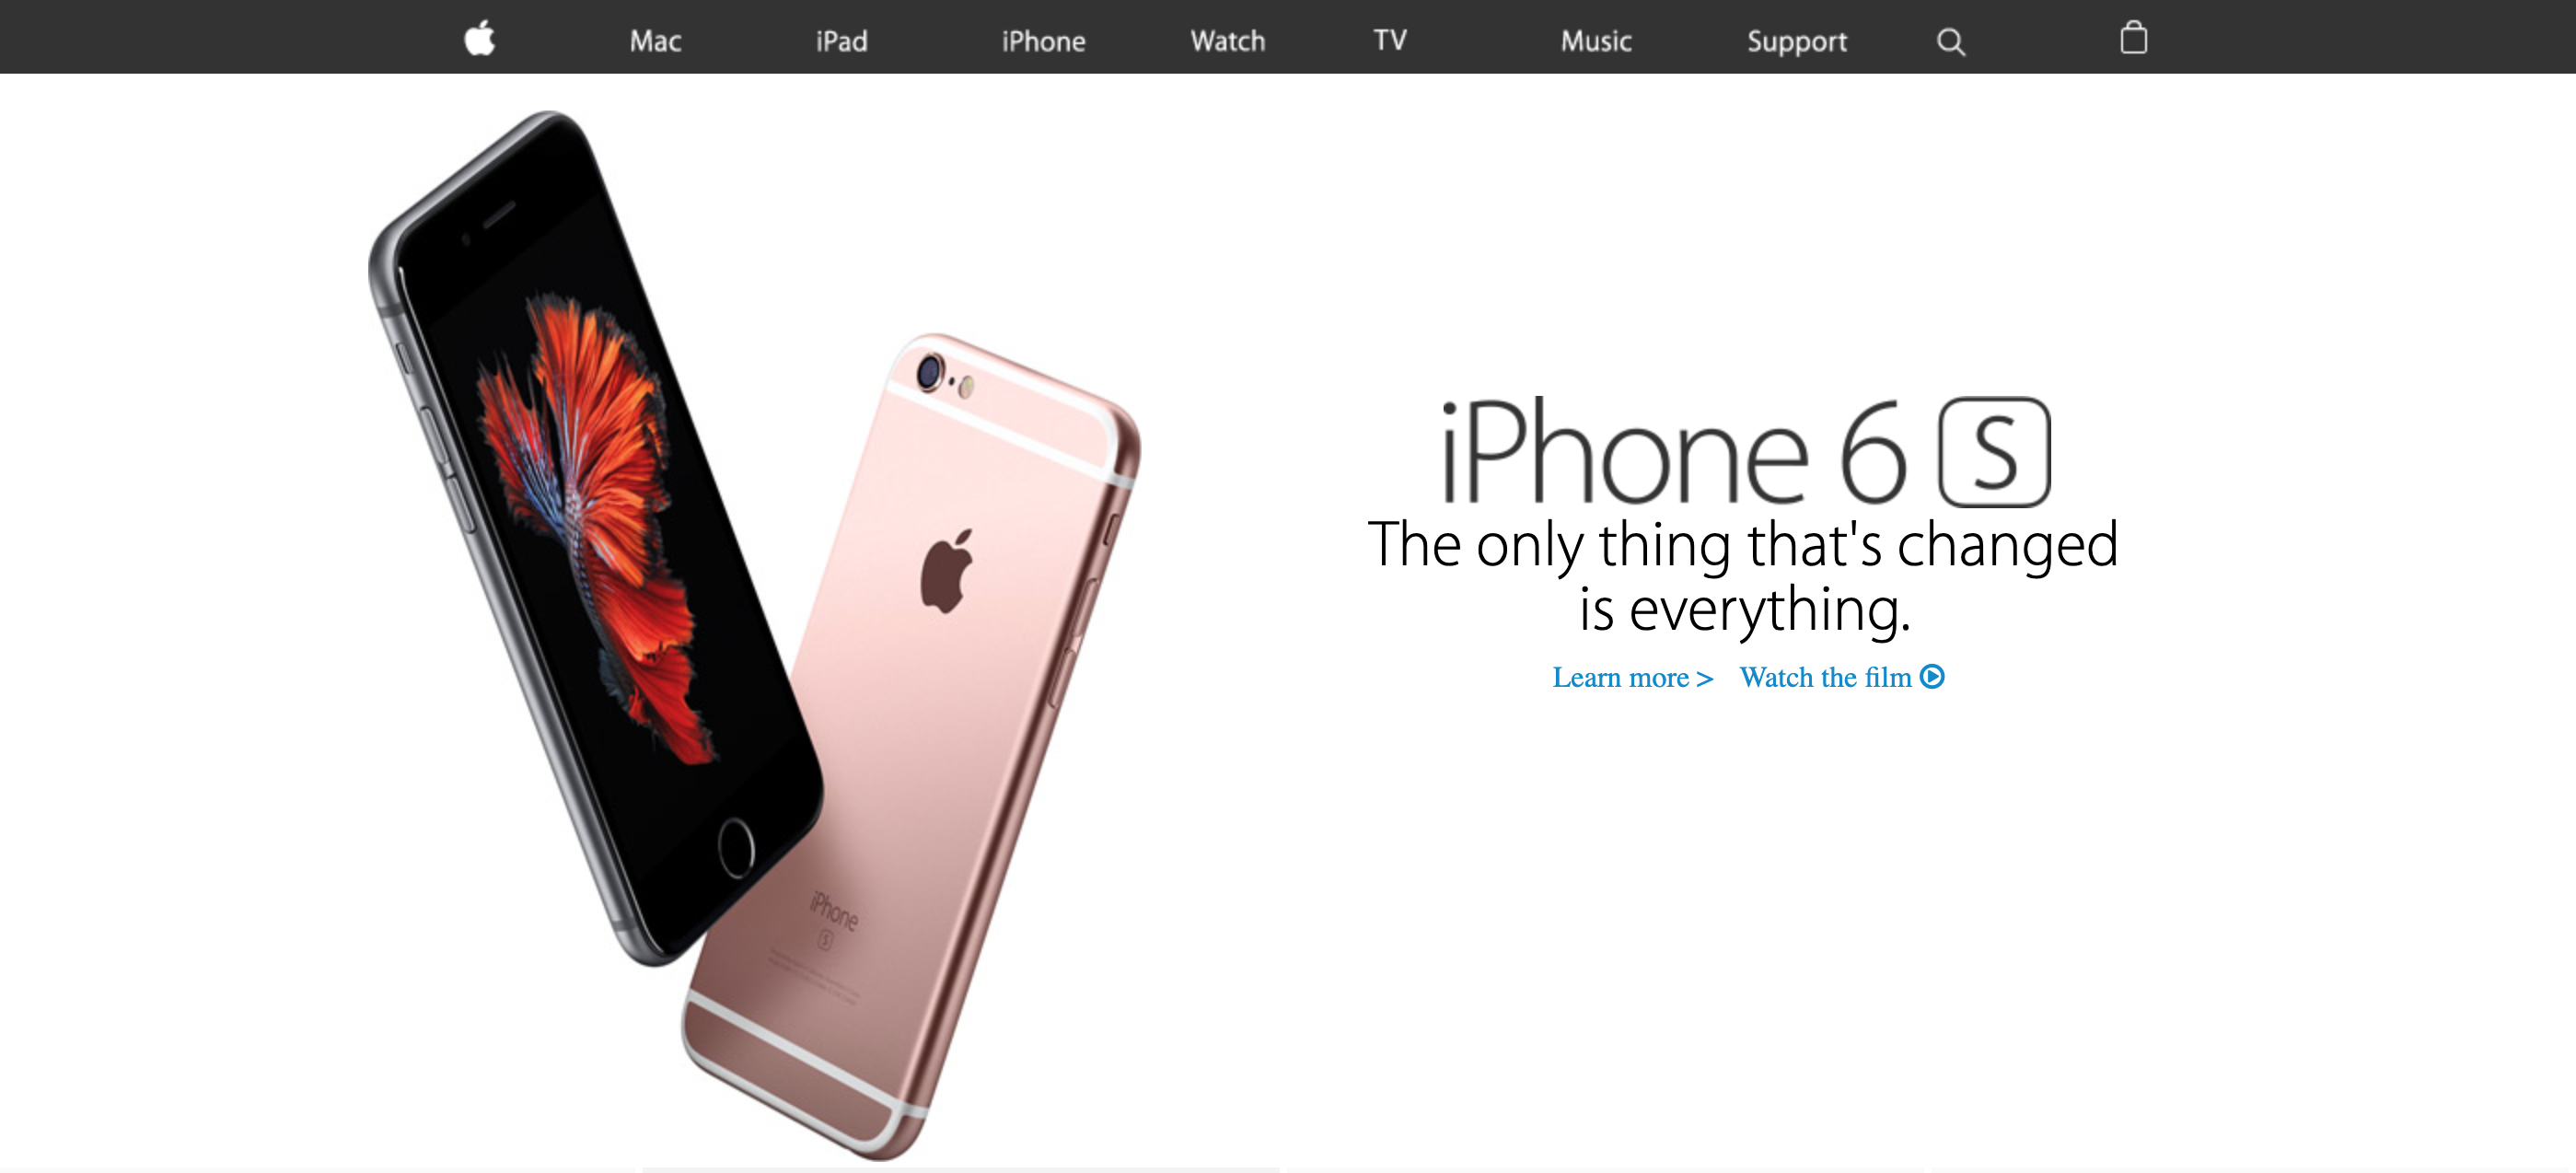 Mac iPad iPhone Watch TV Music Support
iPhone 6 S
The only thing that's changed
is everything.
Learn more > Watch the film
iPhone
S